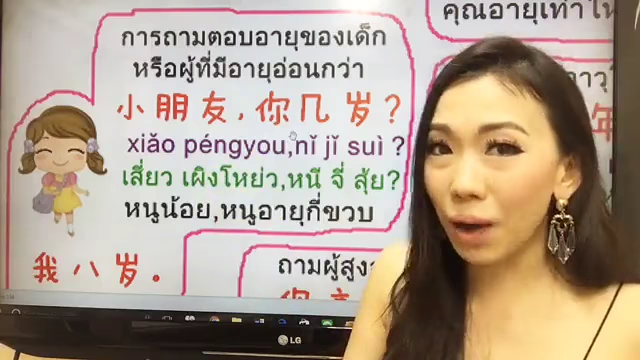 การถามตอบอายุของเด็ก
หรือผู้ที่มีอายุอ่อนกว่า
小朋友,你几岁?
xiǎo péngyou,nǐ jǐ suì ?
เสี่ยว เผิงโหย่ว,หนี จี่ สุ้ย?
หนูน้อย,หนูอายุกี่ขวบ
我八岁.
คุณอายุเท่าไ
ถามผู้สูง
LG